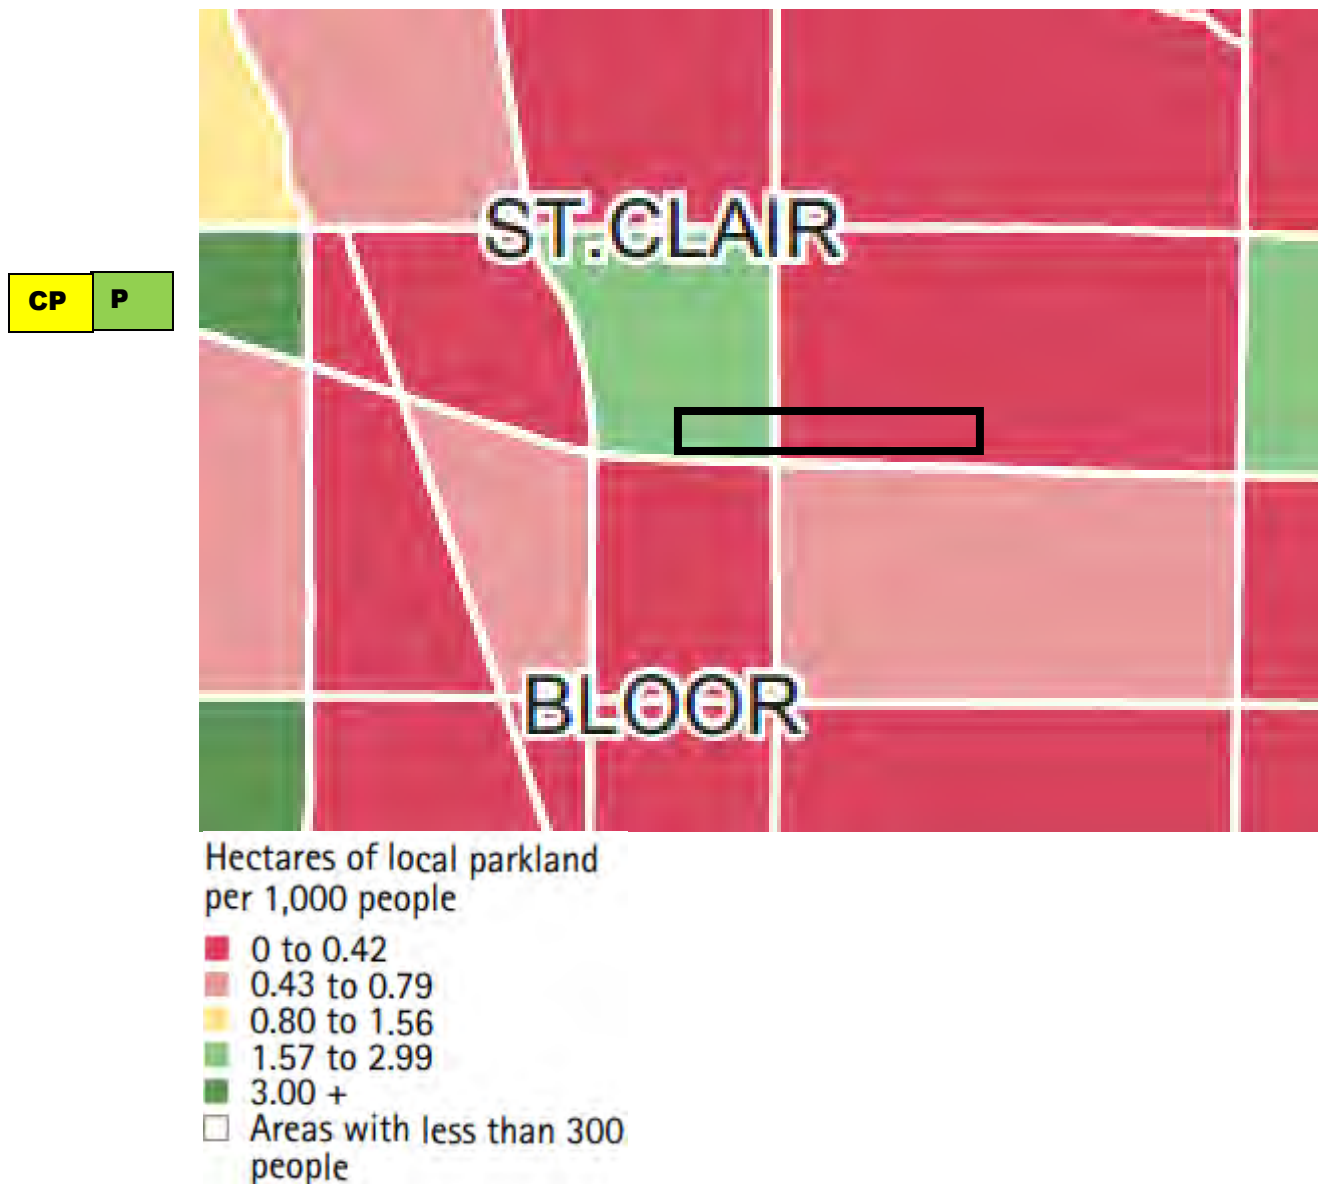 ST.CLAIR
CP P
BLOOR
Hectares of local parkland
per 1,000 people
0 to 0.42
0.43 to 0.79
0.80 to 1.56
1.57 to 2.99
3.00 +
Areas with less than 300
people